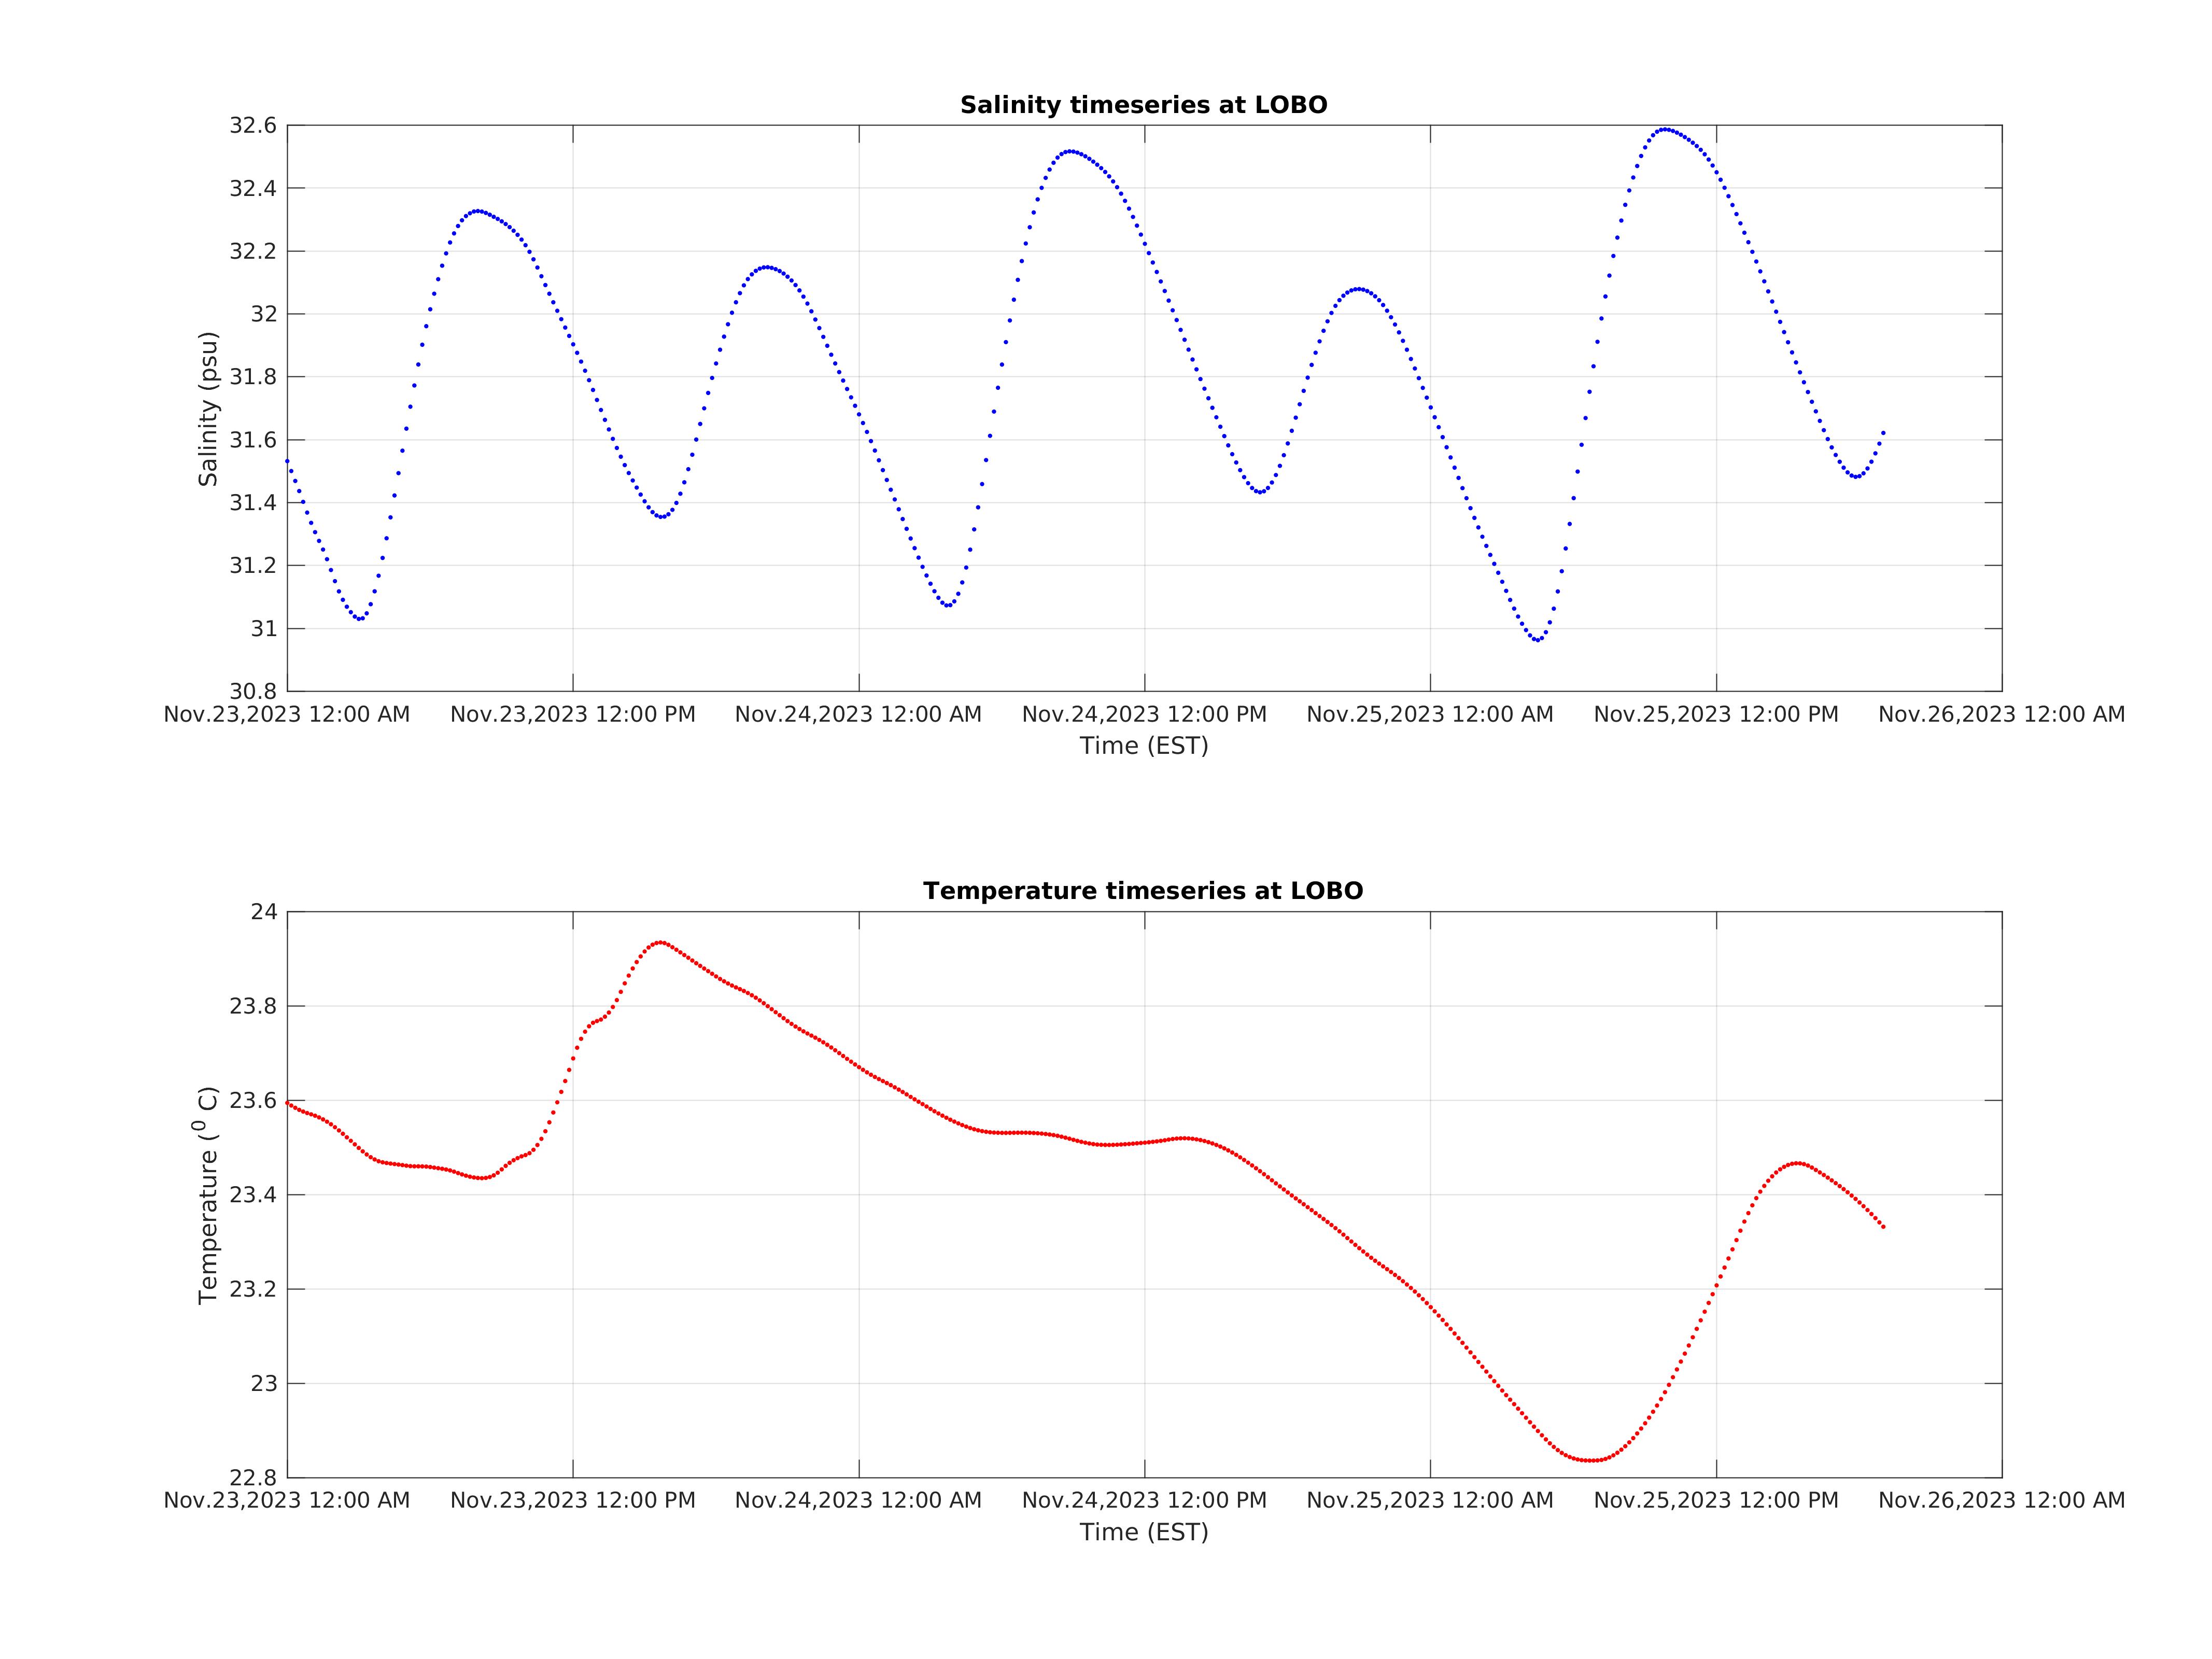 Salinity timeseries at LOBO
32.6
32.4
32.2
32
31.8
31.6
31.4
31.2
31
30.8
Salinity (psu)
Nov.23,2023 12:00 AM Nov.23,2023 12:00 PM Nov.24,2023 12:00 AM Nov.24,2023 12:00 PM Nov.25,2023 12:00 AM Nov.25,2023 12:00 PM Nov.26,2023 12:00 AM
Time (EST)
Temperature timeseries at LOBO
24
23.8
23.6
23.4
23.2
23
22.8
Temperature (⁰ C)
Nov.23,2023 12:00 AM Nov.23,2023 12:00 PM Nov.24,2023 12:00 AM Nov.24,2023 12:00 PM Nov.25,2023 12:00 AM Nov.25,2023 12:00 PM Nov.26,2023 12:00 AM
Time (EST)